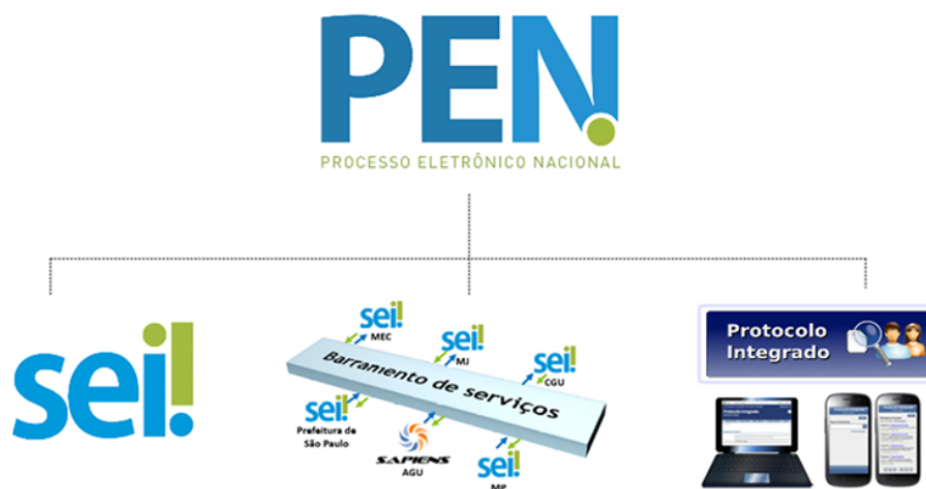 PEN
PROCESSO ELETRÔNICO NACIONAL
sei!
sei!
MEC
sei!
MJ
sei!
CGU
Barramento de serviços
sei!
Prefeitura de
São Paulo
SAPIENS
AGU
sei!
MP
Protocolo
Integrado